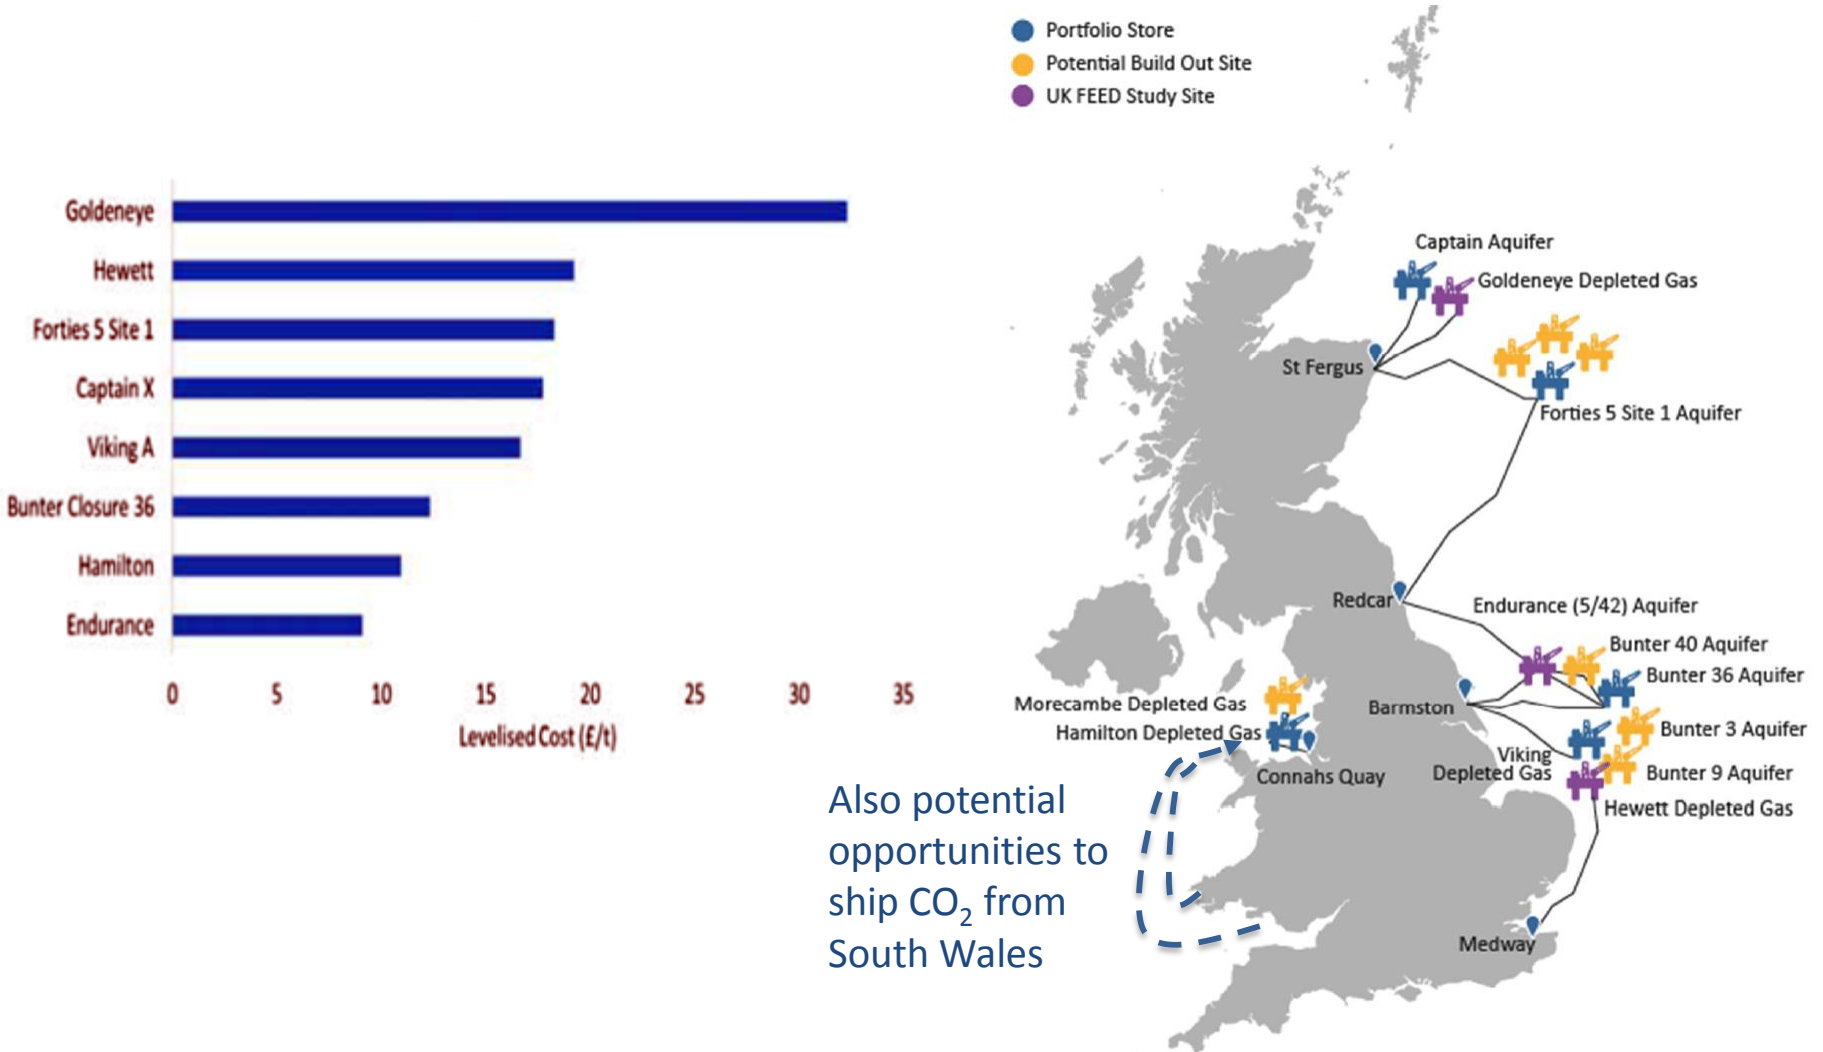 Goldeneye
Hewett
Forties 5 Site 1
Captain X
Viking A
Bunter Closure 36
Hamilton
Endurance
0 5 10 15 20 25 30 35
Levelised Cost (£/t)
Portfolio Store
Potential Build Out Site
UK FEED Study Site
Captain Aquifer
Goldeneye Depleted Gas
St Fergus
Forties 5 Site 1 Aquifer
Redcar
Endurance (5/42) Aquifer
Bunter 40 Aquifer
Bunter 36 Aquifer
Barmston
Morecambe Depleted Gas
Hamilton Depleted Gas
Connahs Quay
Bunter 3 Aquifer
Viking
Depleted Gas
Bunter 9 Aquifer
Hewett Depleted Gas
Medway
Also potential
opportunities to
ship CO₂ from
South Wales